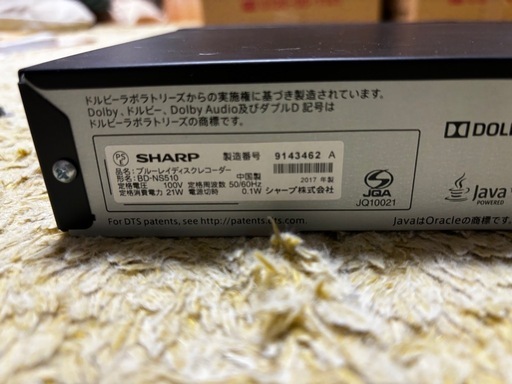 ドルビーラボラトリーズからの実施権に基づき製造されています。
Dolby、ドルビー、Dolby Audio及びダブルD 記号は
ドルビーラボラトリーズの商標です。
PS E SHARP 製造番号 9143462 A
品名:ブルーレイディスクレコーダー
形名:BD-NS510 中国製
定格電圧 100V 定格周波数 50/60Hz 2017 年製
定格消費電力 21W 電源切時 0.1W シャープ株式会社
JQA
JQ10021
DOL
Java
POWERED
For DTS patents, see http://patents.dts.com.
JavaはOracleの商標です。